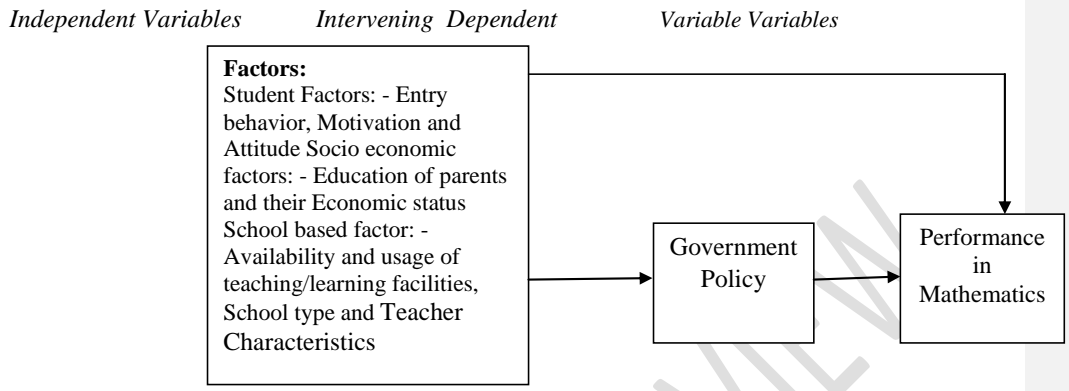 Independent Variables Intervening Dependent Variable Variables
Factors:
Student Factors: - Entry
behavior, Motivation and
Attitude Socio economic
factors: - Education of parents
and their Economic status
School based factor: -
Availability and usage of
teaching/learning facilities,
School type and Teacher
Characteristics
Government
Policy
Performance
in
Mathematics